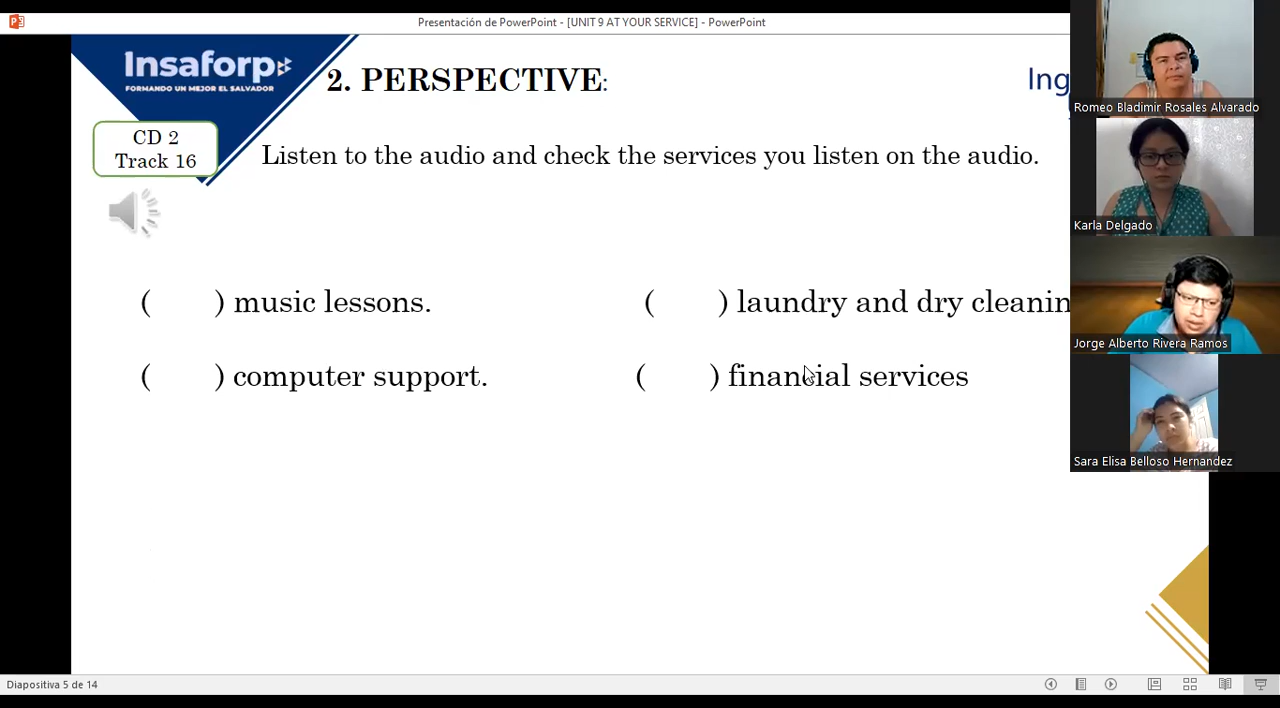 Presentación de PowerPoint - [UNIT 9 AT YOUR SERVICE] - PowerPoint
Insaforp
FORMANDO UN MEJOR EL SALVADOR
2. PERSPECTIVE:
Ing
CD 2
Track 16
Listen to the audio and check the services you listen on the audio.
( ) music lessons.
( ) laundry and dry cleanin
( ) computer support.
( ) financial services
Romeo Bladimir Rosales Alvarado
Karla Delgado
Jorge Alberto Rivera Ramos
Sara Elisa Belloso Hernandez
Diapositiva 5 de 14